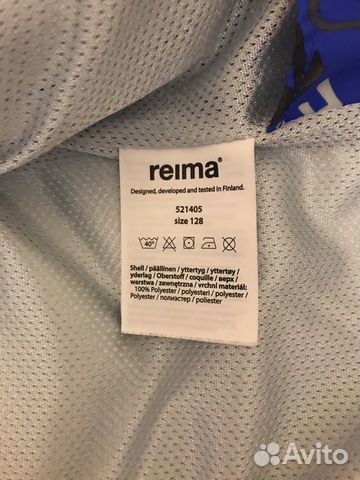 reima®
Designed, developed and tested in Finland.
521405
size 128
40°
Shell / päällinen / yttertyg / yttertøy /
yderlag / Oberstoff / coquille / верх /
warstwa / zewnętrzna / vrchní materiál:
100% Polyester / polyesteri / polyester /
Polyester / полиэстер / poliester
Avito